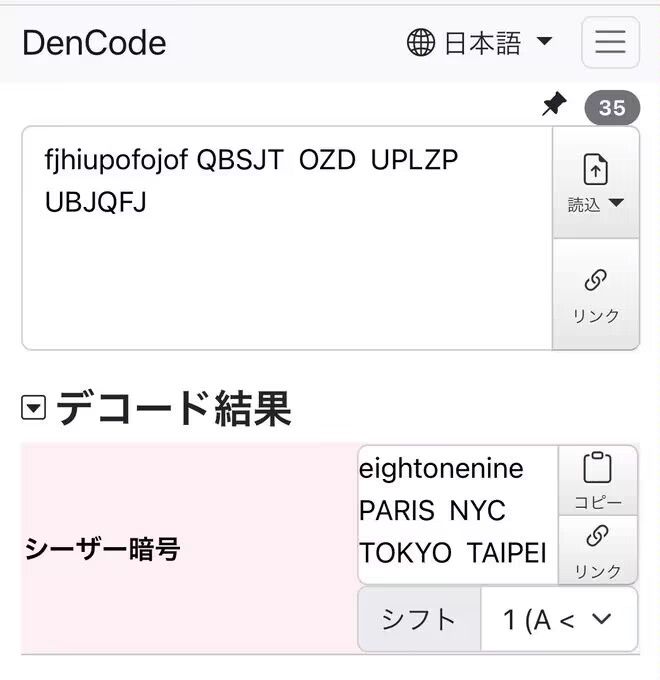 DenCode
日本語
35
fjhiupofojof QBSJT OZD UPLZP
UBJQFJ
読込
リンク
デコード結果
シーザー暗号
eightonenine
PARIS NYC
TOKYO TAIPEI
コピー
リンク
シフト
1 (A <